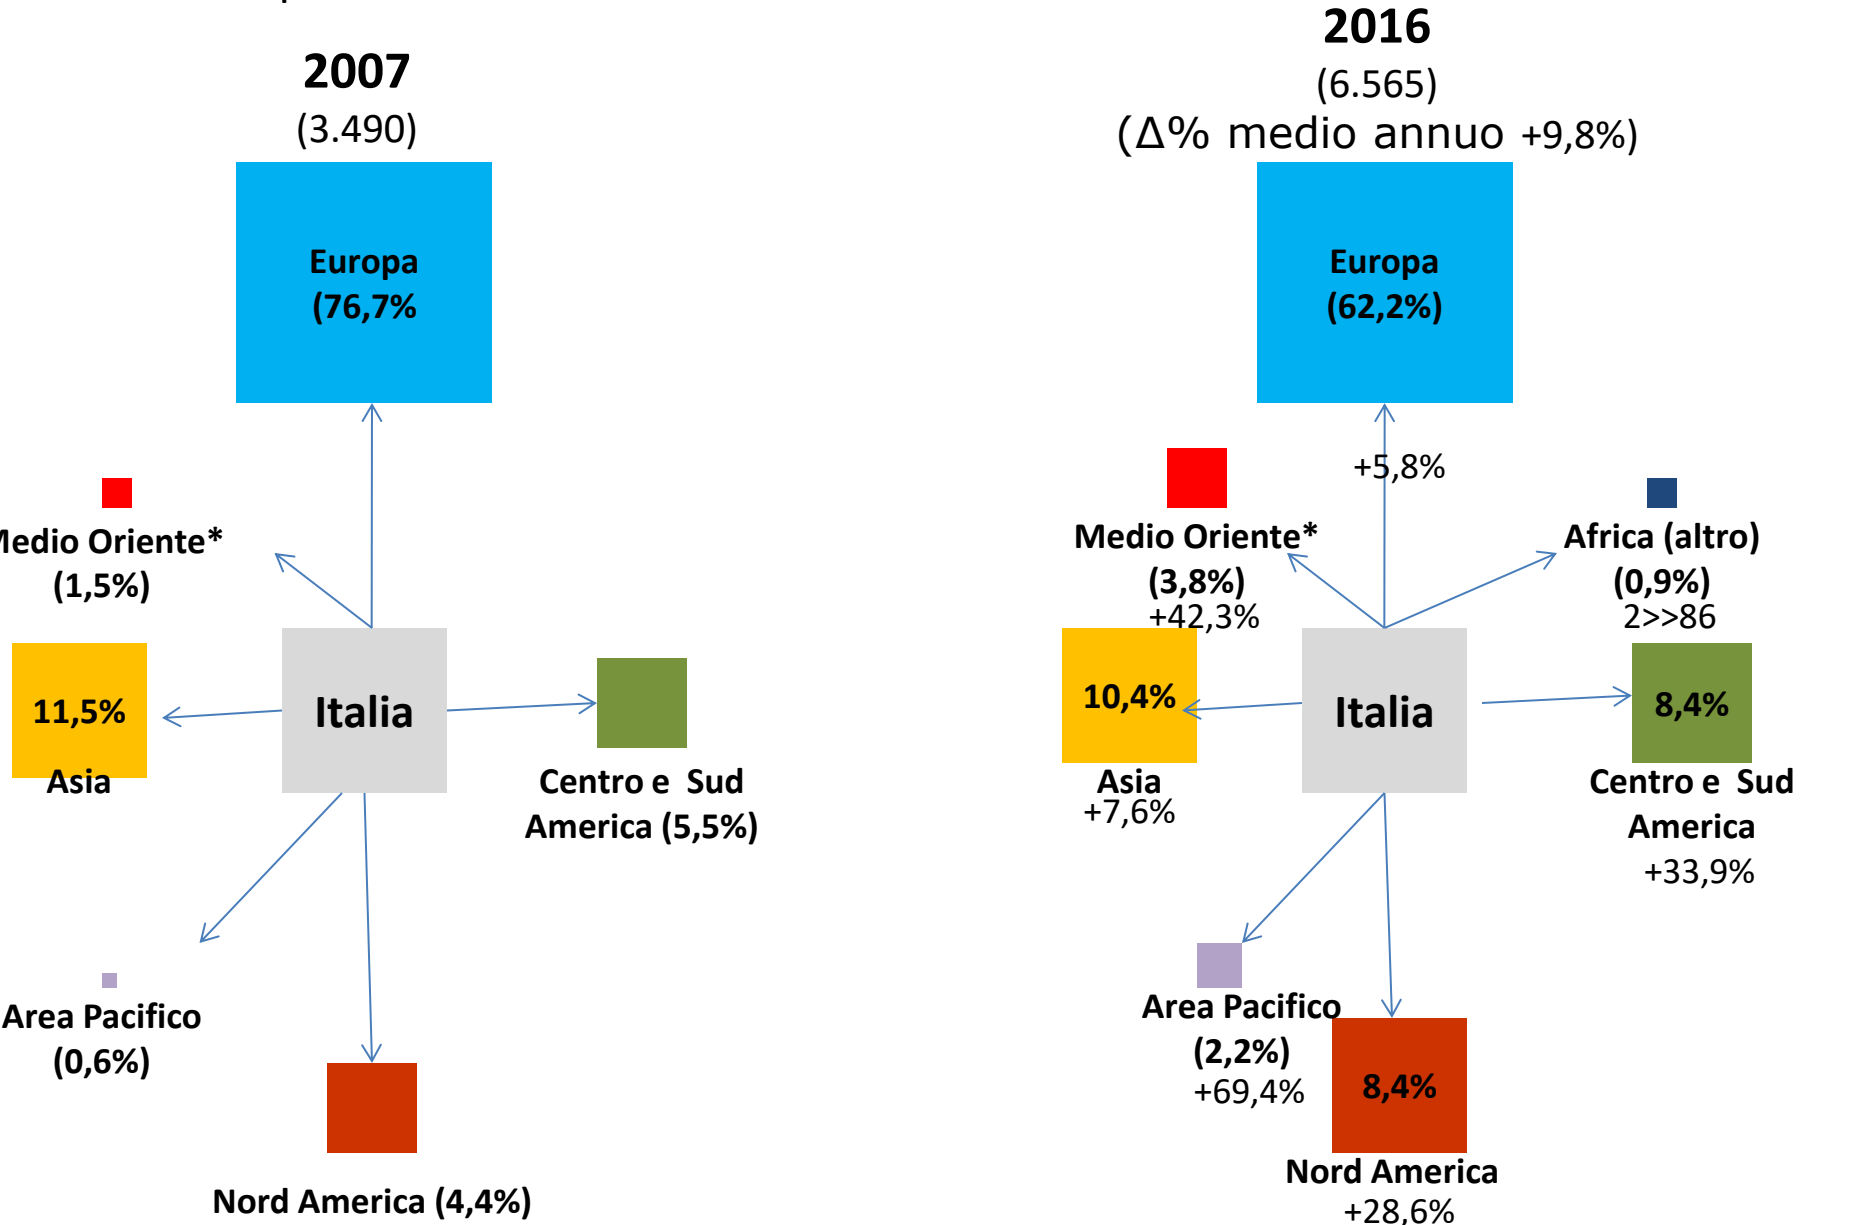 2007
(3.490)
Europa
(76,7%
Medio Oriente*
(1,5%)
11,5%
Asia
Italia
Centro e Sud
America (5,5%)
Area Pacifico
(0,6%)
Nord America (4,4%)
2016
(6.565)
(Δ% medio annuo +9,8%)
Europa
(62,2%)
+5,8%
Medio Oriente*
(3,8%)
+42,3%
Africa (altro)
(0,9%)
2>>86
10,4%
Asia
+7,6%
Italia
8,4%
Centro e Sud
America
+33,9%
Area Pacifico
(2,2%)
+69,4%
8,4%
Nord America
+28,6%